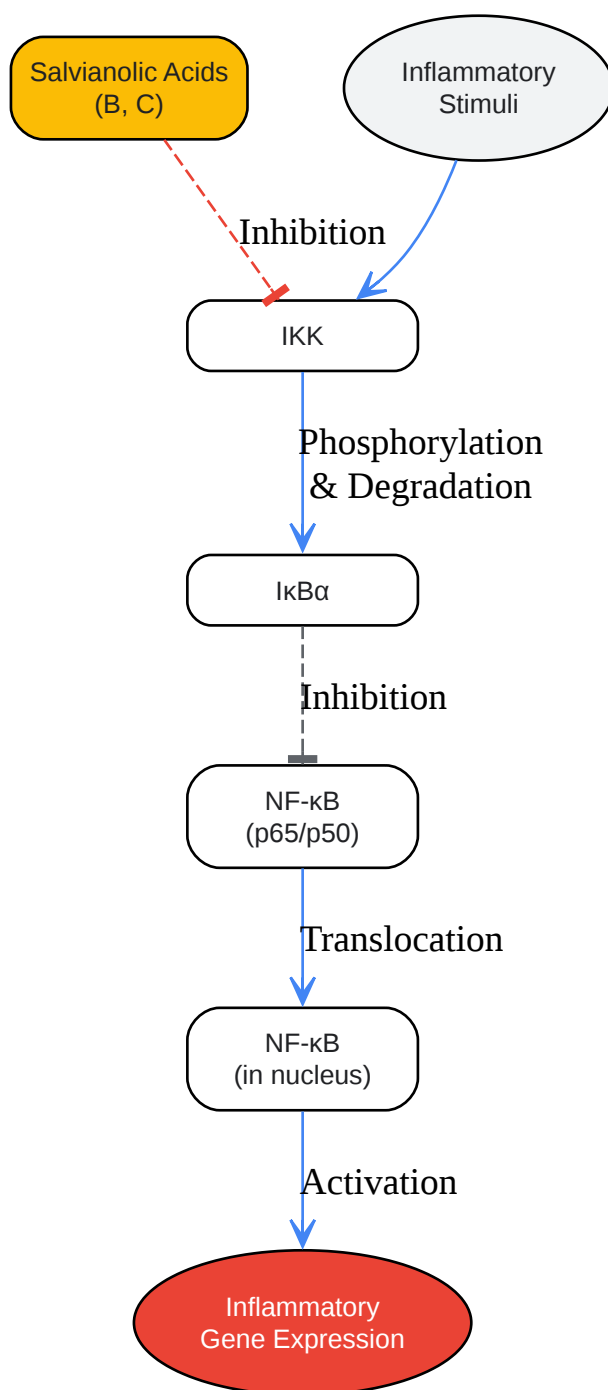 Salvianolic Acids
(B, C)
Inflammatory
Stimuli
Inhibition
IKK
Phosphorylation
& Degradation
IκBα
Inhibition
NF-κB
(p65/p50)
Translocation
NF-κB
(in nucleus)
Activation
Inflammatory
Gene Expression